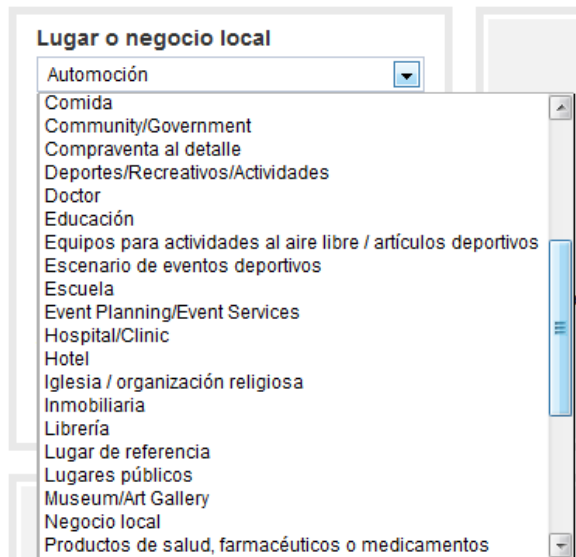 Lugar o negocio local
Automoción
Comida
Community/Government
Compraventa al detalle
Deportes/Recreativos/Actividades
Doctor
Educación
Equipos para actividades al aire libre / artículos deportivos
Escenario de eventos deportivos
Escuela
Event Planning/Event Services
Hospital/Clinic
Hotel
Iglesia / organización religiosa
Inmobiliaria
Librería
Lugar de referencia
Lugares públicos
Museum/Art Gallery
Negocio local
Productos de salud, farmacéuticos o medicamentos